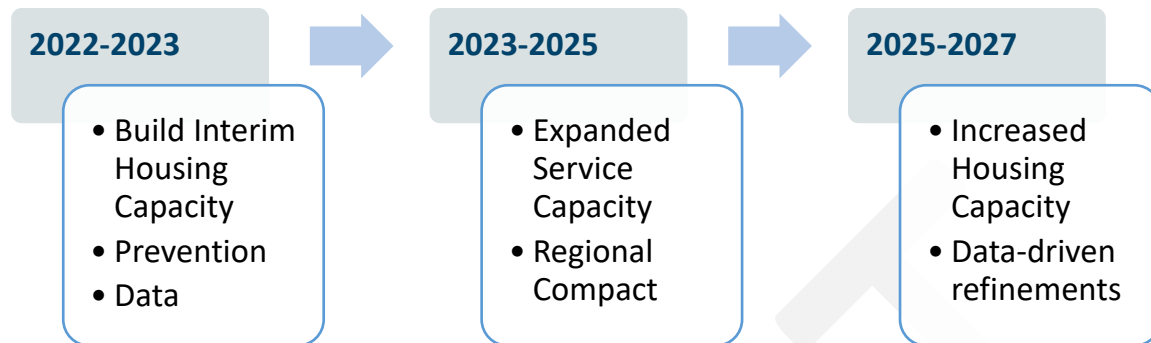 2022-2023
• Build Interim
Housing
Capacity
• Prevention
• Data
2023-2025
• Expanded
Service
Capacity
• Regional
Compact
2025-2027
• Increased
Housing
Capacity
• Data-driven
refinements